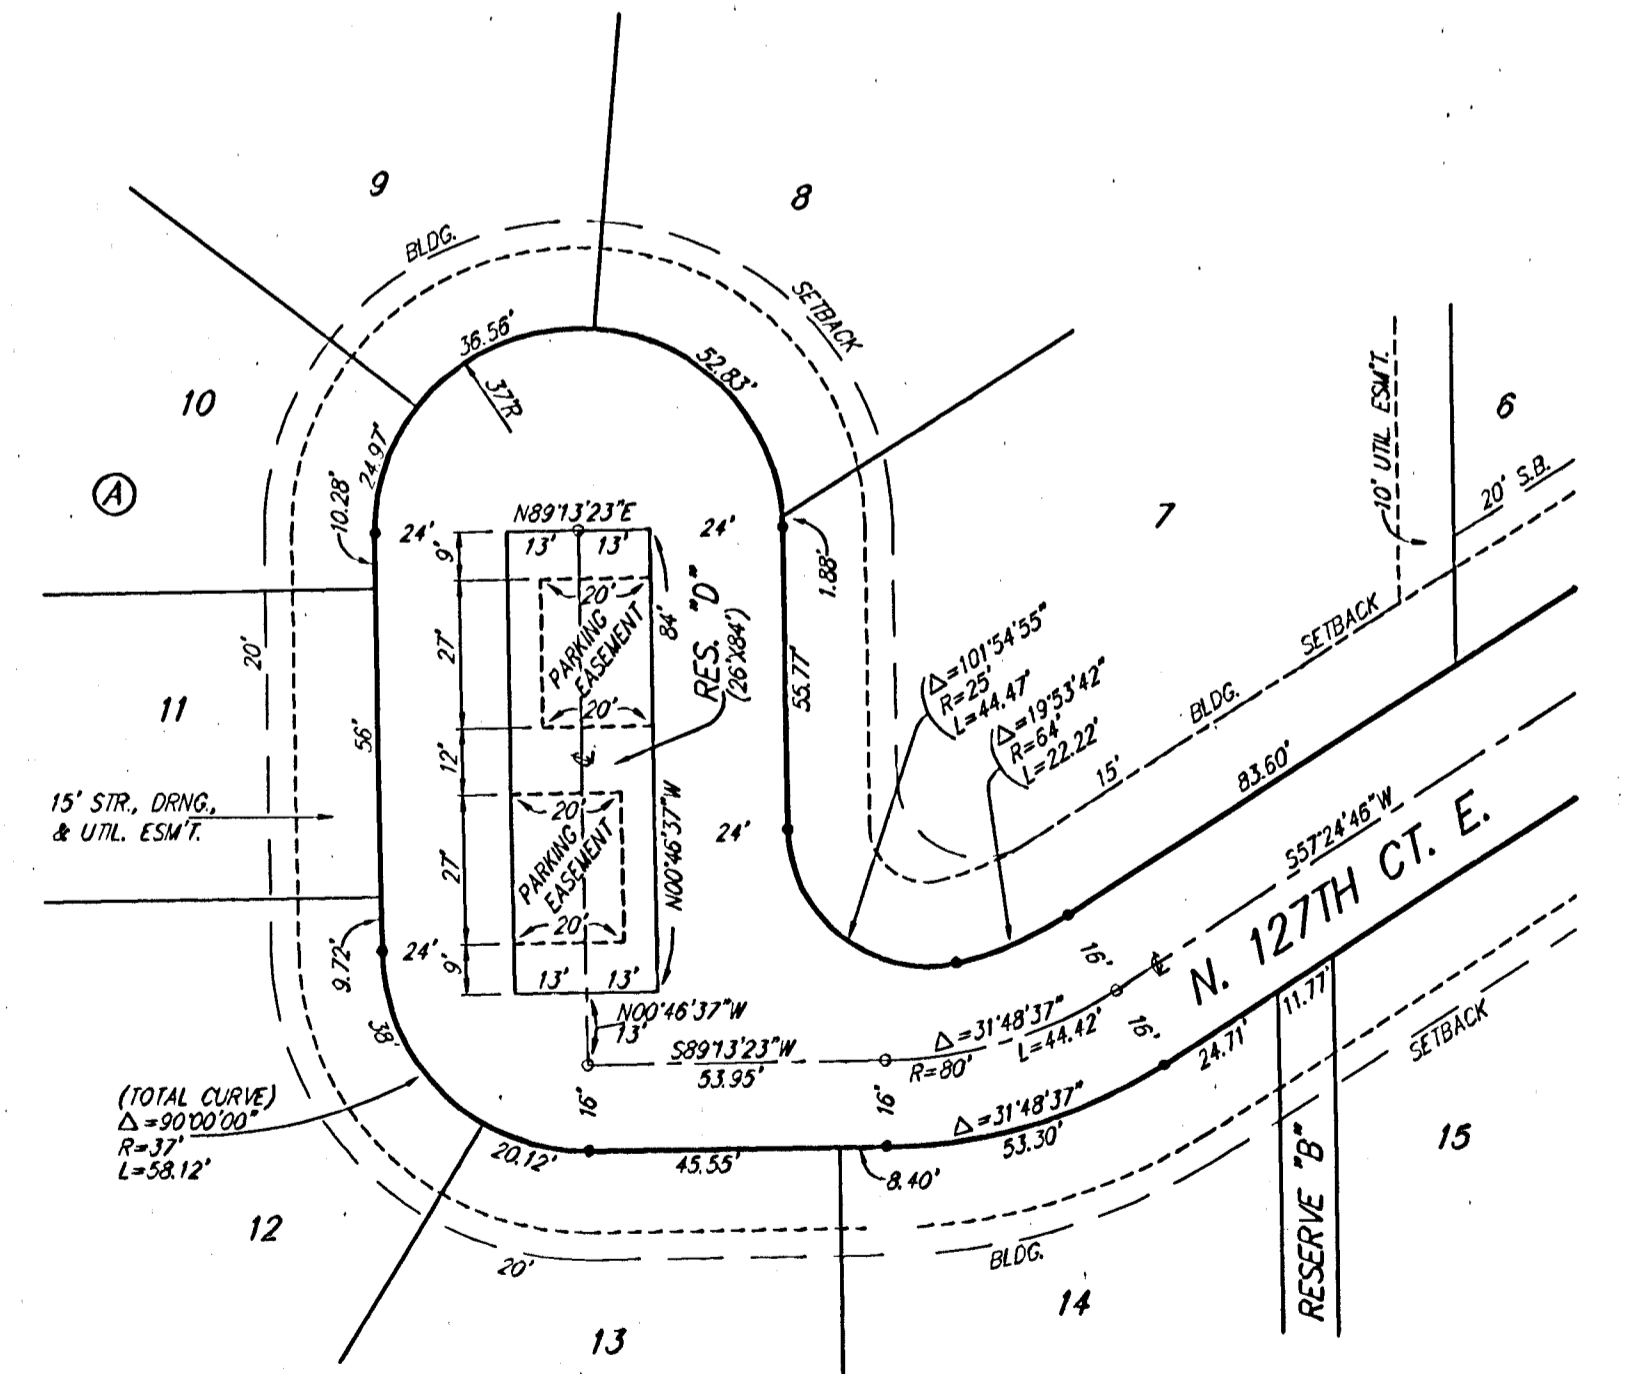 9
8
BLDG.
SETBACK
36.56'
52.83'
37'R
10
24.97'
10.28'
A
24'
N89°13'23"E
13'
13'
24'
9'
84'
1.88'
20'
PARKING
EASEMENT
20'
27'
RES. "D"
(26'X84')
10' UTIL ESM'T.
6
20' S.B.
7
SETBACK
BLDG.
15'
20'
11
56'
55.77'
Δ=101°54'55"
R=25'
L=44.47'
Δ=19°53'42"
R=64'
L=22.22'
83.60'
12'
℄
15' STR., DRNG.,
& UTIL. ESM'T.
20'
PARKING
EASEMENT
20'
27'
24'
N00°46'37"W
S57°24'46"W
N. 127TH CT. E.
9.72'
24'
9'
13'
13'
N00°46'37"W
13'
16'
℄
16'
38'
S89°13'23"W
53.95'
Δ=31°48'37"
R=80'
L=44.42'
24.71'
11.77'
SETBACK
(TOTAL CURVE)
Δ=90°00'00"
R=37'
L=58.12'
16'
16'
Δ=31°48'37"
53.30'
20.12'
45.55'
8.40'
15
RESERVE "B"
12
20'
BLDG.
14
13